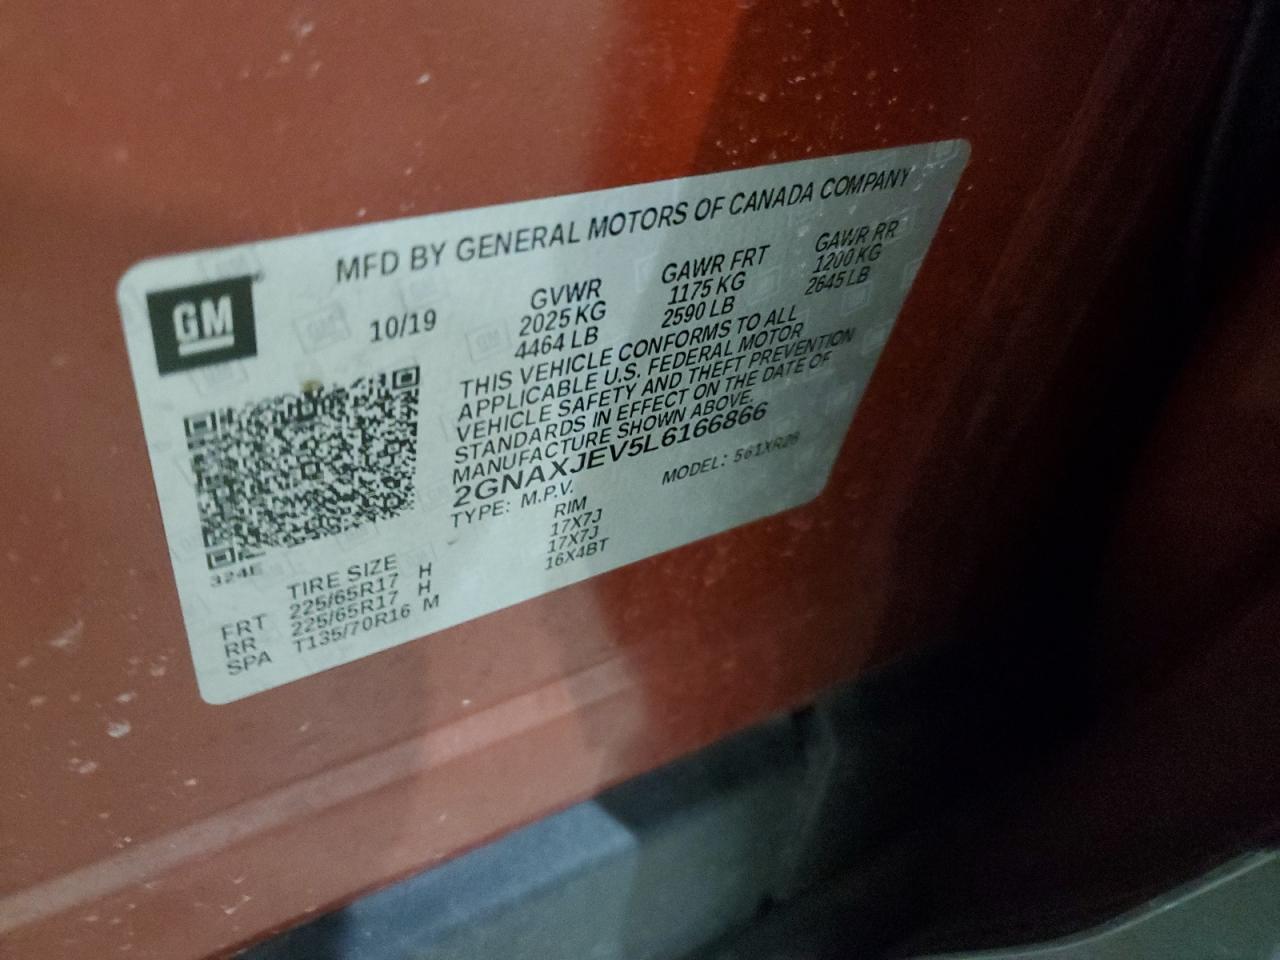 MFD BY GENERAL MOTORS OF CANADA COMPANY
GM
10/19
GVWR GAWR FRT GAWR RR
2025 KG 1175 KG 1200 KG
4464 LB 2590 LB 2645 LB
THIS VEHICLE CONFORMS TO ALL
APPLICABLE U.S. FEDERAL MOTOR
VEHICLE SAFETY AND THEFT PREVENTION
STANDARDS IN EFFECT ON THE DATE OF
MANUFACTURE SHOWN ABOVE.
2GNAXJEV5L6166866
TYPE: M.P.V. MODEL: 561XR26
324E
TIRE SIZE RIM
FRT 225/65R17 H 17X7J
RR 225/65R17 H 17X7J
SPA T135/70R16 M 16X4BT